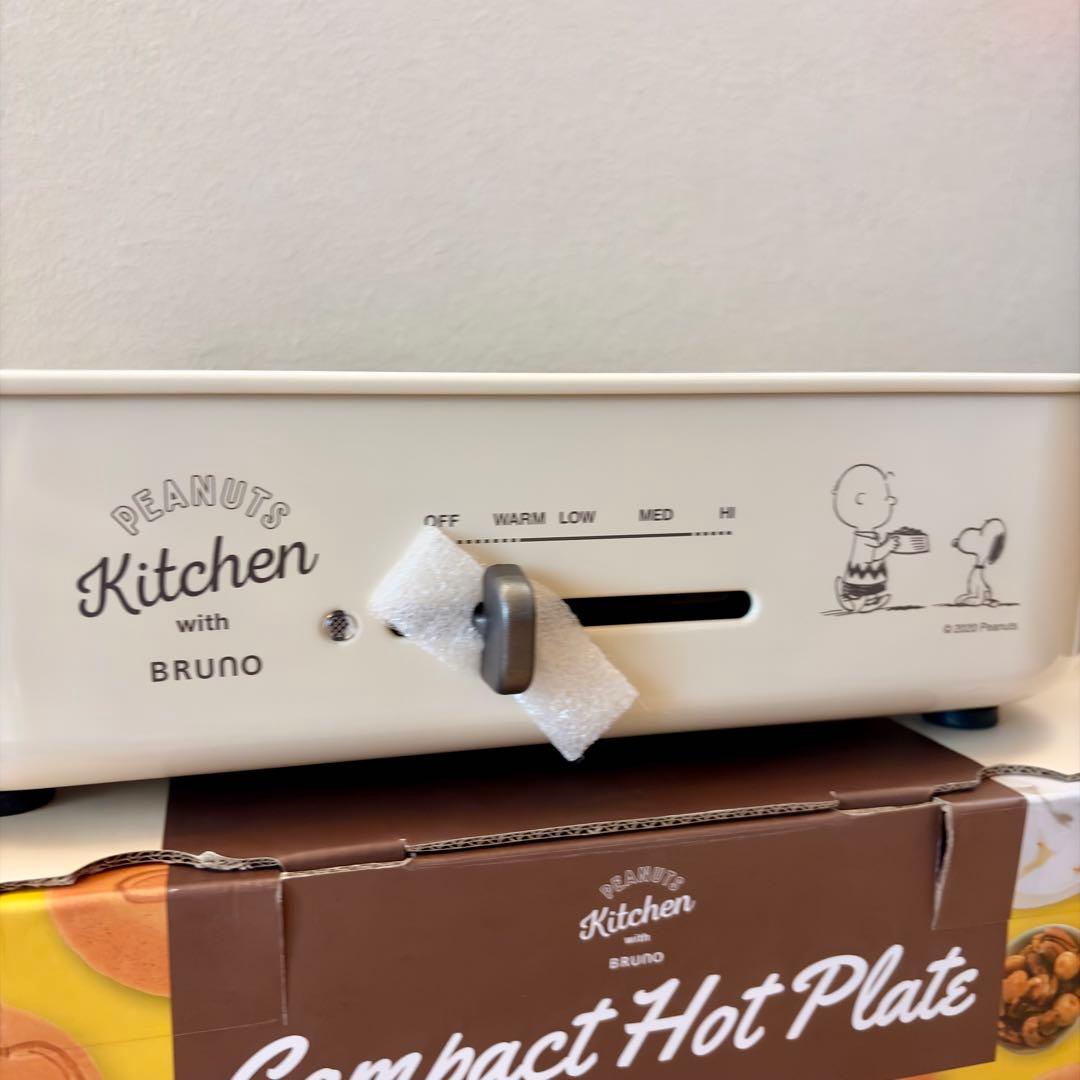 PEANUTS
Kitchen
with
BRUNO
OFF WARM LOW MED HI
© 2020 Peanuts
PEANUTS
Kitchen
with
BRUNO
Compact Hot Plate